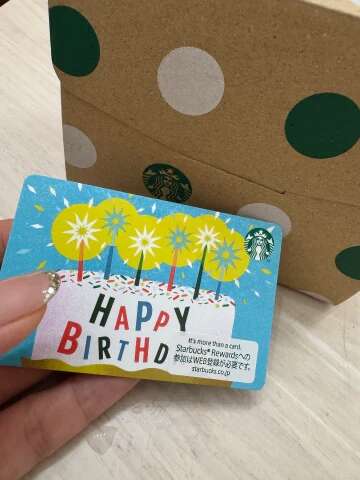 HAPPY
BIRTHD
It's more than a card.
Starbucks® Rewardsへの
参加はWEB登録が必要です。
starbucks.co.jp